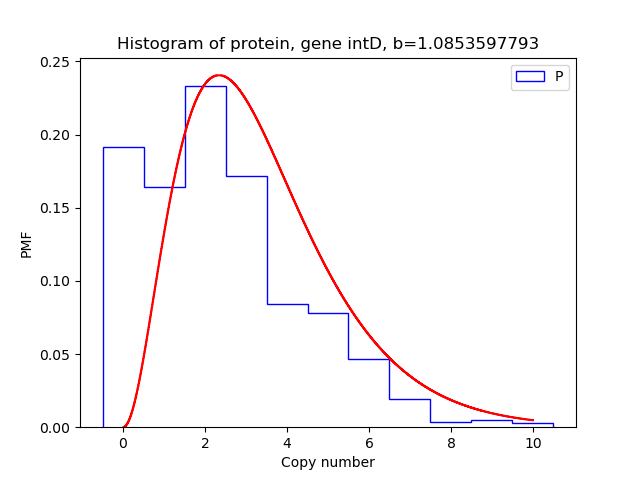 Histogram of protein, gene intD, b=1.0853597793
P
0.25
0.20
0.15
0.10
0.05
0.00
PMF
0 2 4 6 8 10
Copy number